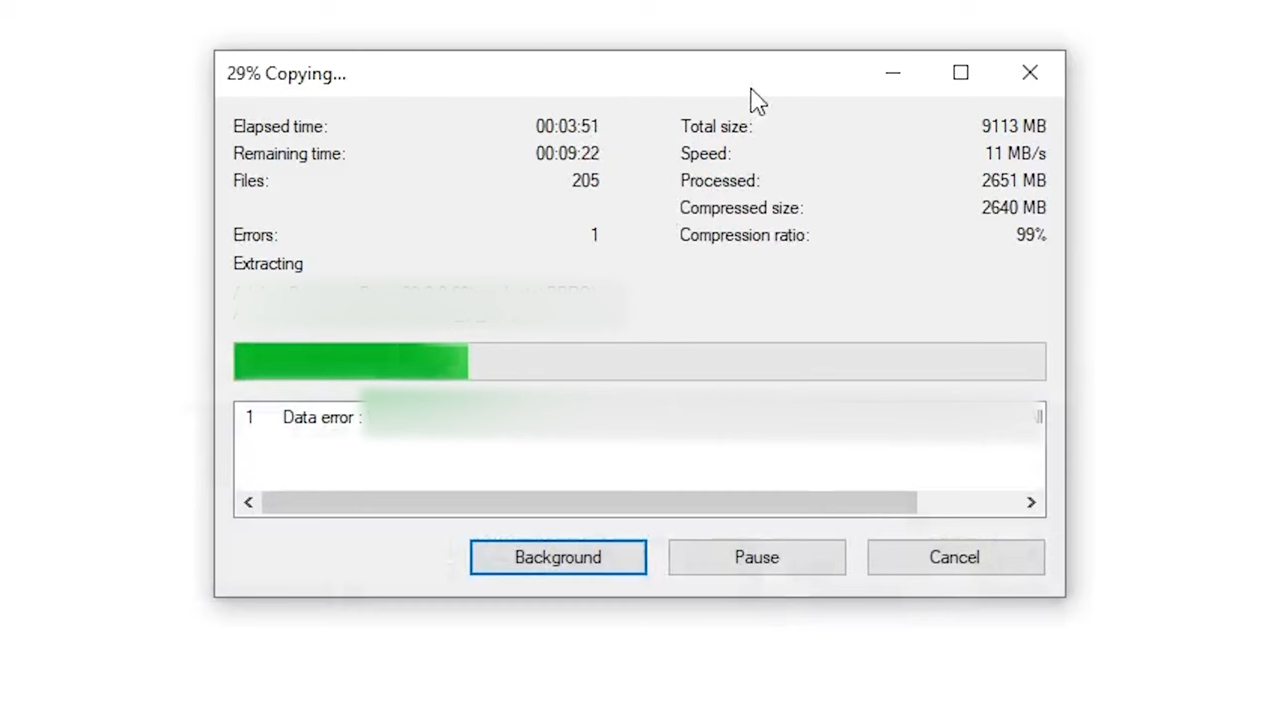 29% Copying...
Elapsed time: 00:03:51 Total size: 9113 MB
Remaining time: 00:09:22 Speed: 11 MB/s
Files: 205 Processed: 2651 MB
Compressed size: 2640 MB
Errors: 1 Compression ratio: 99%
Extracting
1 Data error :
Background Pause Cancel